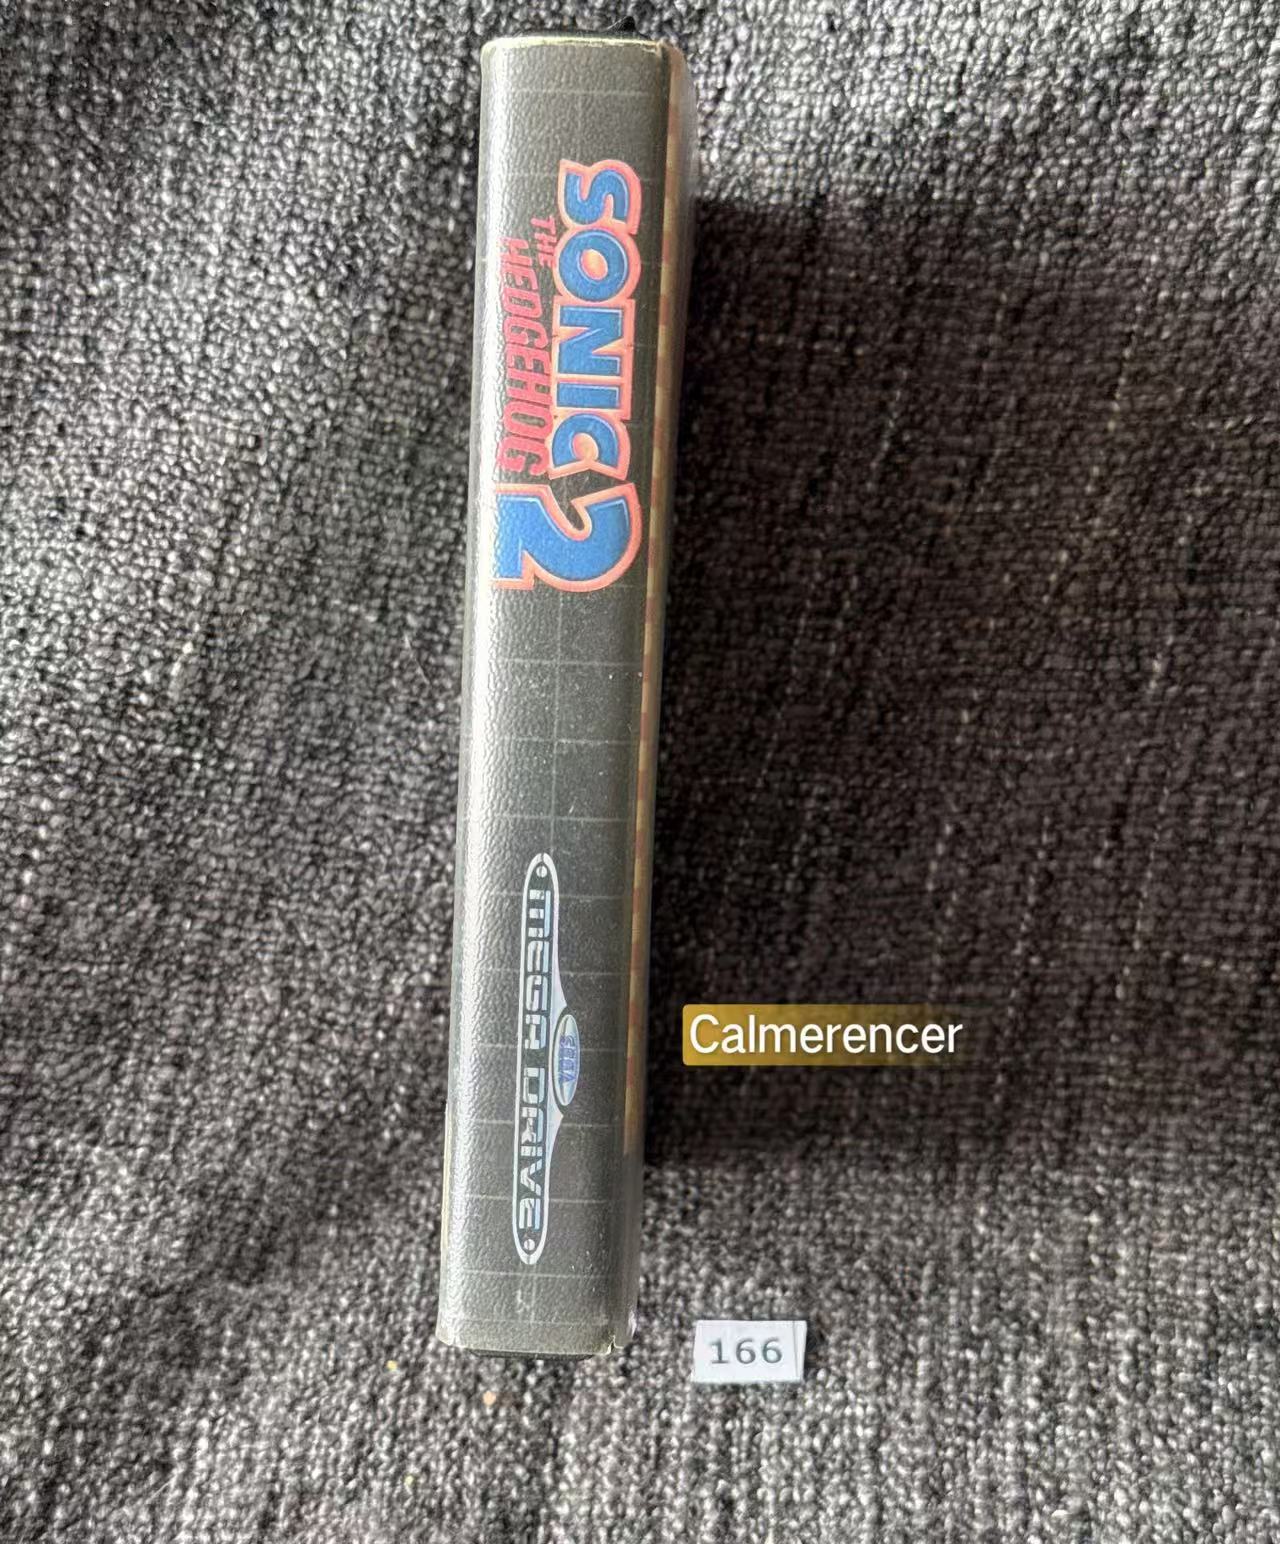 SONIC
THE
HEDGEHOG
2
SEGA
MEGA DRIVE
Calmerencer
166